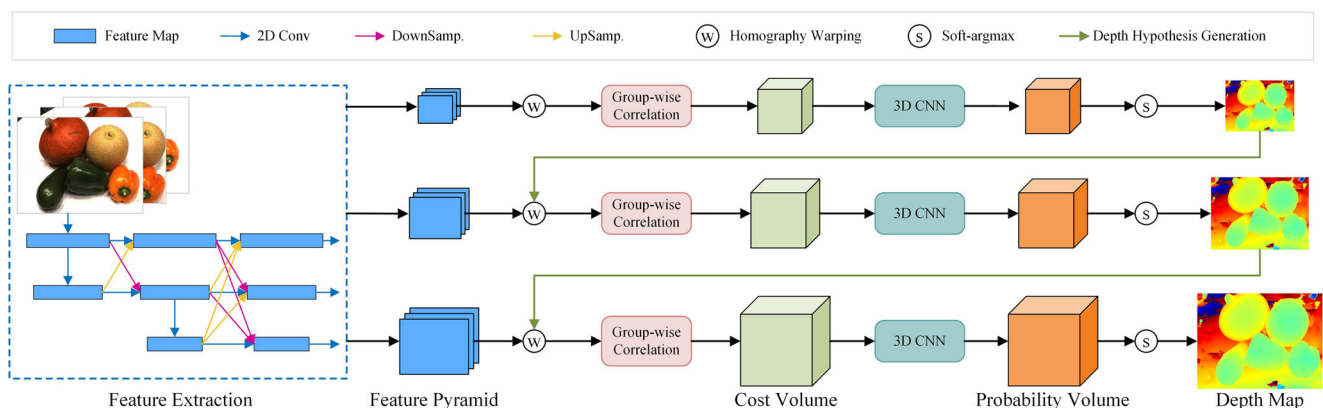 Feature Map 2D Conv DownSamp. UpSamp. W Homography Warping S Soft-argmax Depth Hypothesis Generation
W Group-wise Correlation 3D CNN S
W Group-wise Correlation 3D CNN S
W Group-wise Correlation 3D CNN S
Feature Extraction Feature Pyramid Cost Volume Probability Volume Depth Map